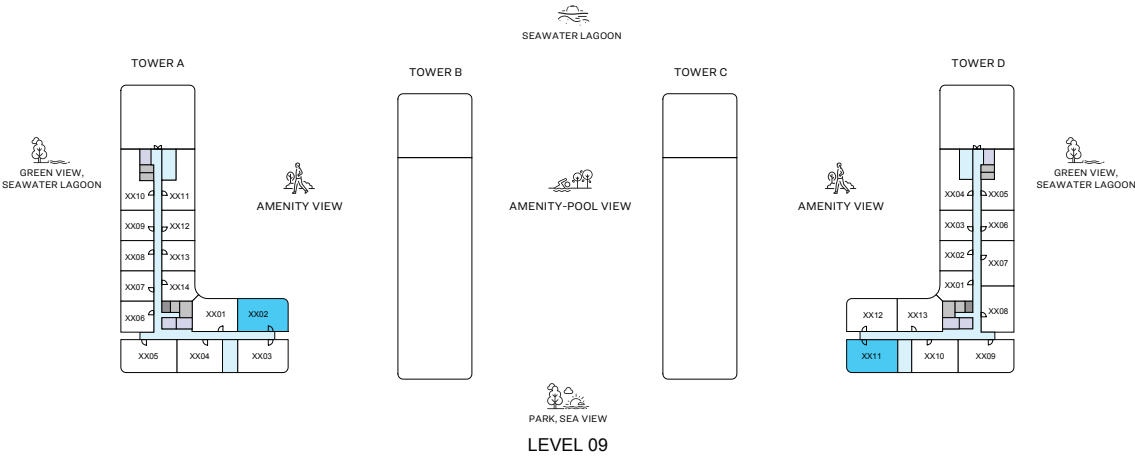 SEAWATER LAGOON
TOWER A
TOWER B
TOWER C
TOWER D
GREEN VIEW,
SEAWATER LAGOON
AMENITY VIEW
AMENITY-POOL VIEW
AMENITY VIEW
GREEN VIEW,
SEAWATER LAGOON
XX10 XX11
XX09 XX12
XX08 XX13
XX07 XX14
XX06 XX01 XX02
XX05 XX04 XX03
XX04 XX05
XX03 XX06
XX02 XX07
XX01
XX12 XX13 XX08
XX11 XX10 XX09
PARK, SEA VIEW
LEVEL 09